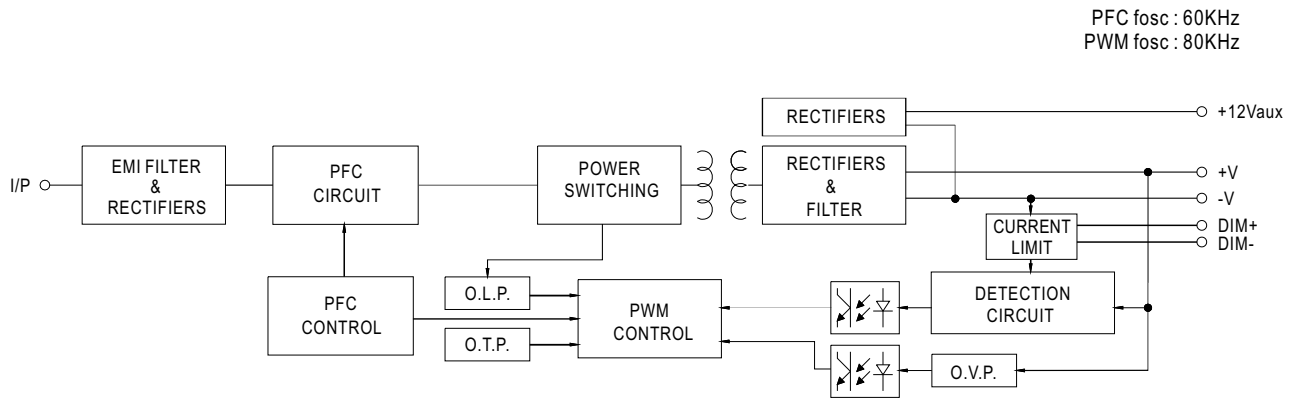 PFC fosc : 60KHz
PWM fosc : 80KHz
RECTIFIERS
+12Vaux
I/P
EMI FILTER
&
RECTIFIERS
PFC
CIRCUIT
POWER
SWITCHING
RECTIFIERS
&
FILTER
+V
-V
CURRENT
LIMIT
DIM+
DIM-
PFC
CONTROL
O.L.P.
O.T.P.
PWM
CONTROL
DETECTION
CIRCUIT
O.V.P.